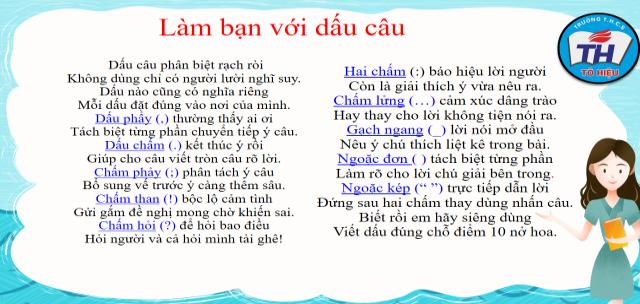 Làm bạn với dấu câu
TRƯỜNG T.H.C.S
TH
TÔ HIỆU
Dấu câu phân biệt rạch ròi
Không dùng chỉ có người lười nghĩ suy.
Dấu nào cũng có nghĩa riêng
Mỗi dấu đặt đúng vào nơi của mình.
Dấu phẩy (,) thường thấy ai ơi
Tách biệt từng phần chuyển tiếp ý câu.
Dấu chấm (.) kết thúc ý rồi
Giúp cho câu viết tròn câu rõ lời.
Chấm phảy (;) phân tách ý câu
Bổ sung vế trước ý càng thêm sâu.
Chấm than (!) bộc lộ cảm tình
Gửi gắm đề nghị mong chờ khiến sai.
Chấm hỏi (?) để hỏi bao điều
Hỏi người và cả hỏi mình tài ghê!
Hai chấm (:) báo hiệu lời người
Còn là giải thích ý vừa nêu ra.
Chấm lửng (…) cảm xúc dâng trào
Hay thay cho lời không tiện nói ra.
Gạch ngang (_) lời nói mở đầu
Nêu ý chú thích liệt kê trong bài.
Ngoặc đơn ( ) tách biệt từng phần
Làm rõ cho lời chú giải bên trong.
Ngoặc kép (“ ”) trực tiếp dẫn lời
Đứng sau hai chấm thay dùng nhấn câu.
Biết rồi em hãy siêng dùng
Viết dấu đúng chỗ điểm 10 nở hoa.